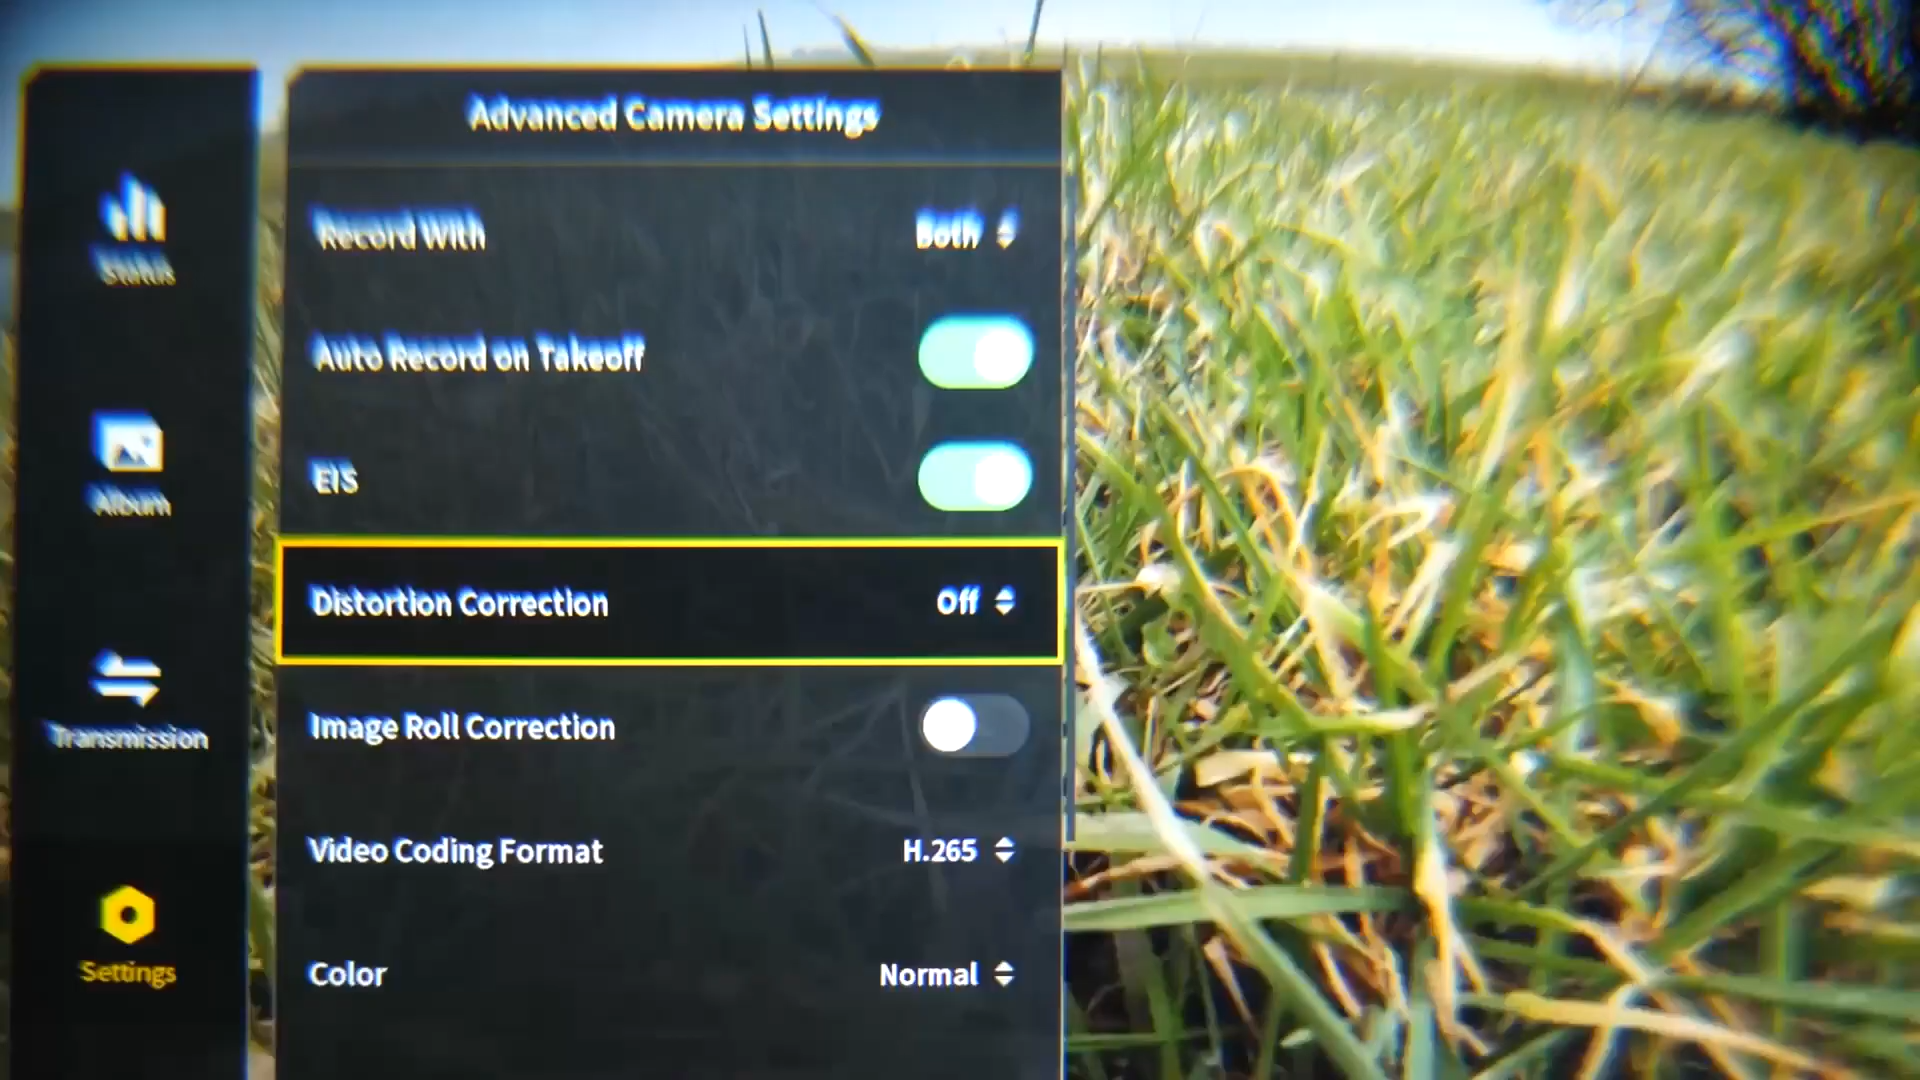 Advanced Camera Settings
Status
Record With Both
Auto Record on Takeoff
Album
EIS
Distortion Correction Off
Transmission
Image Roll Correction
Video Coding Format H.265
Settings
Color Normal